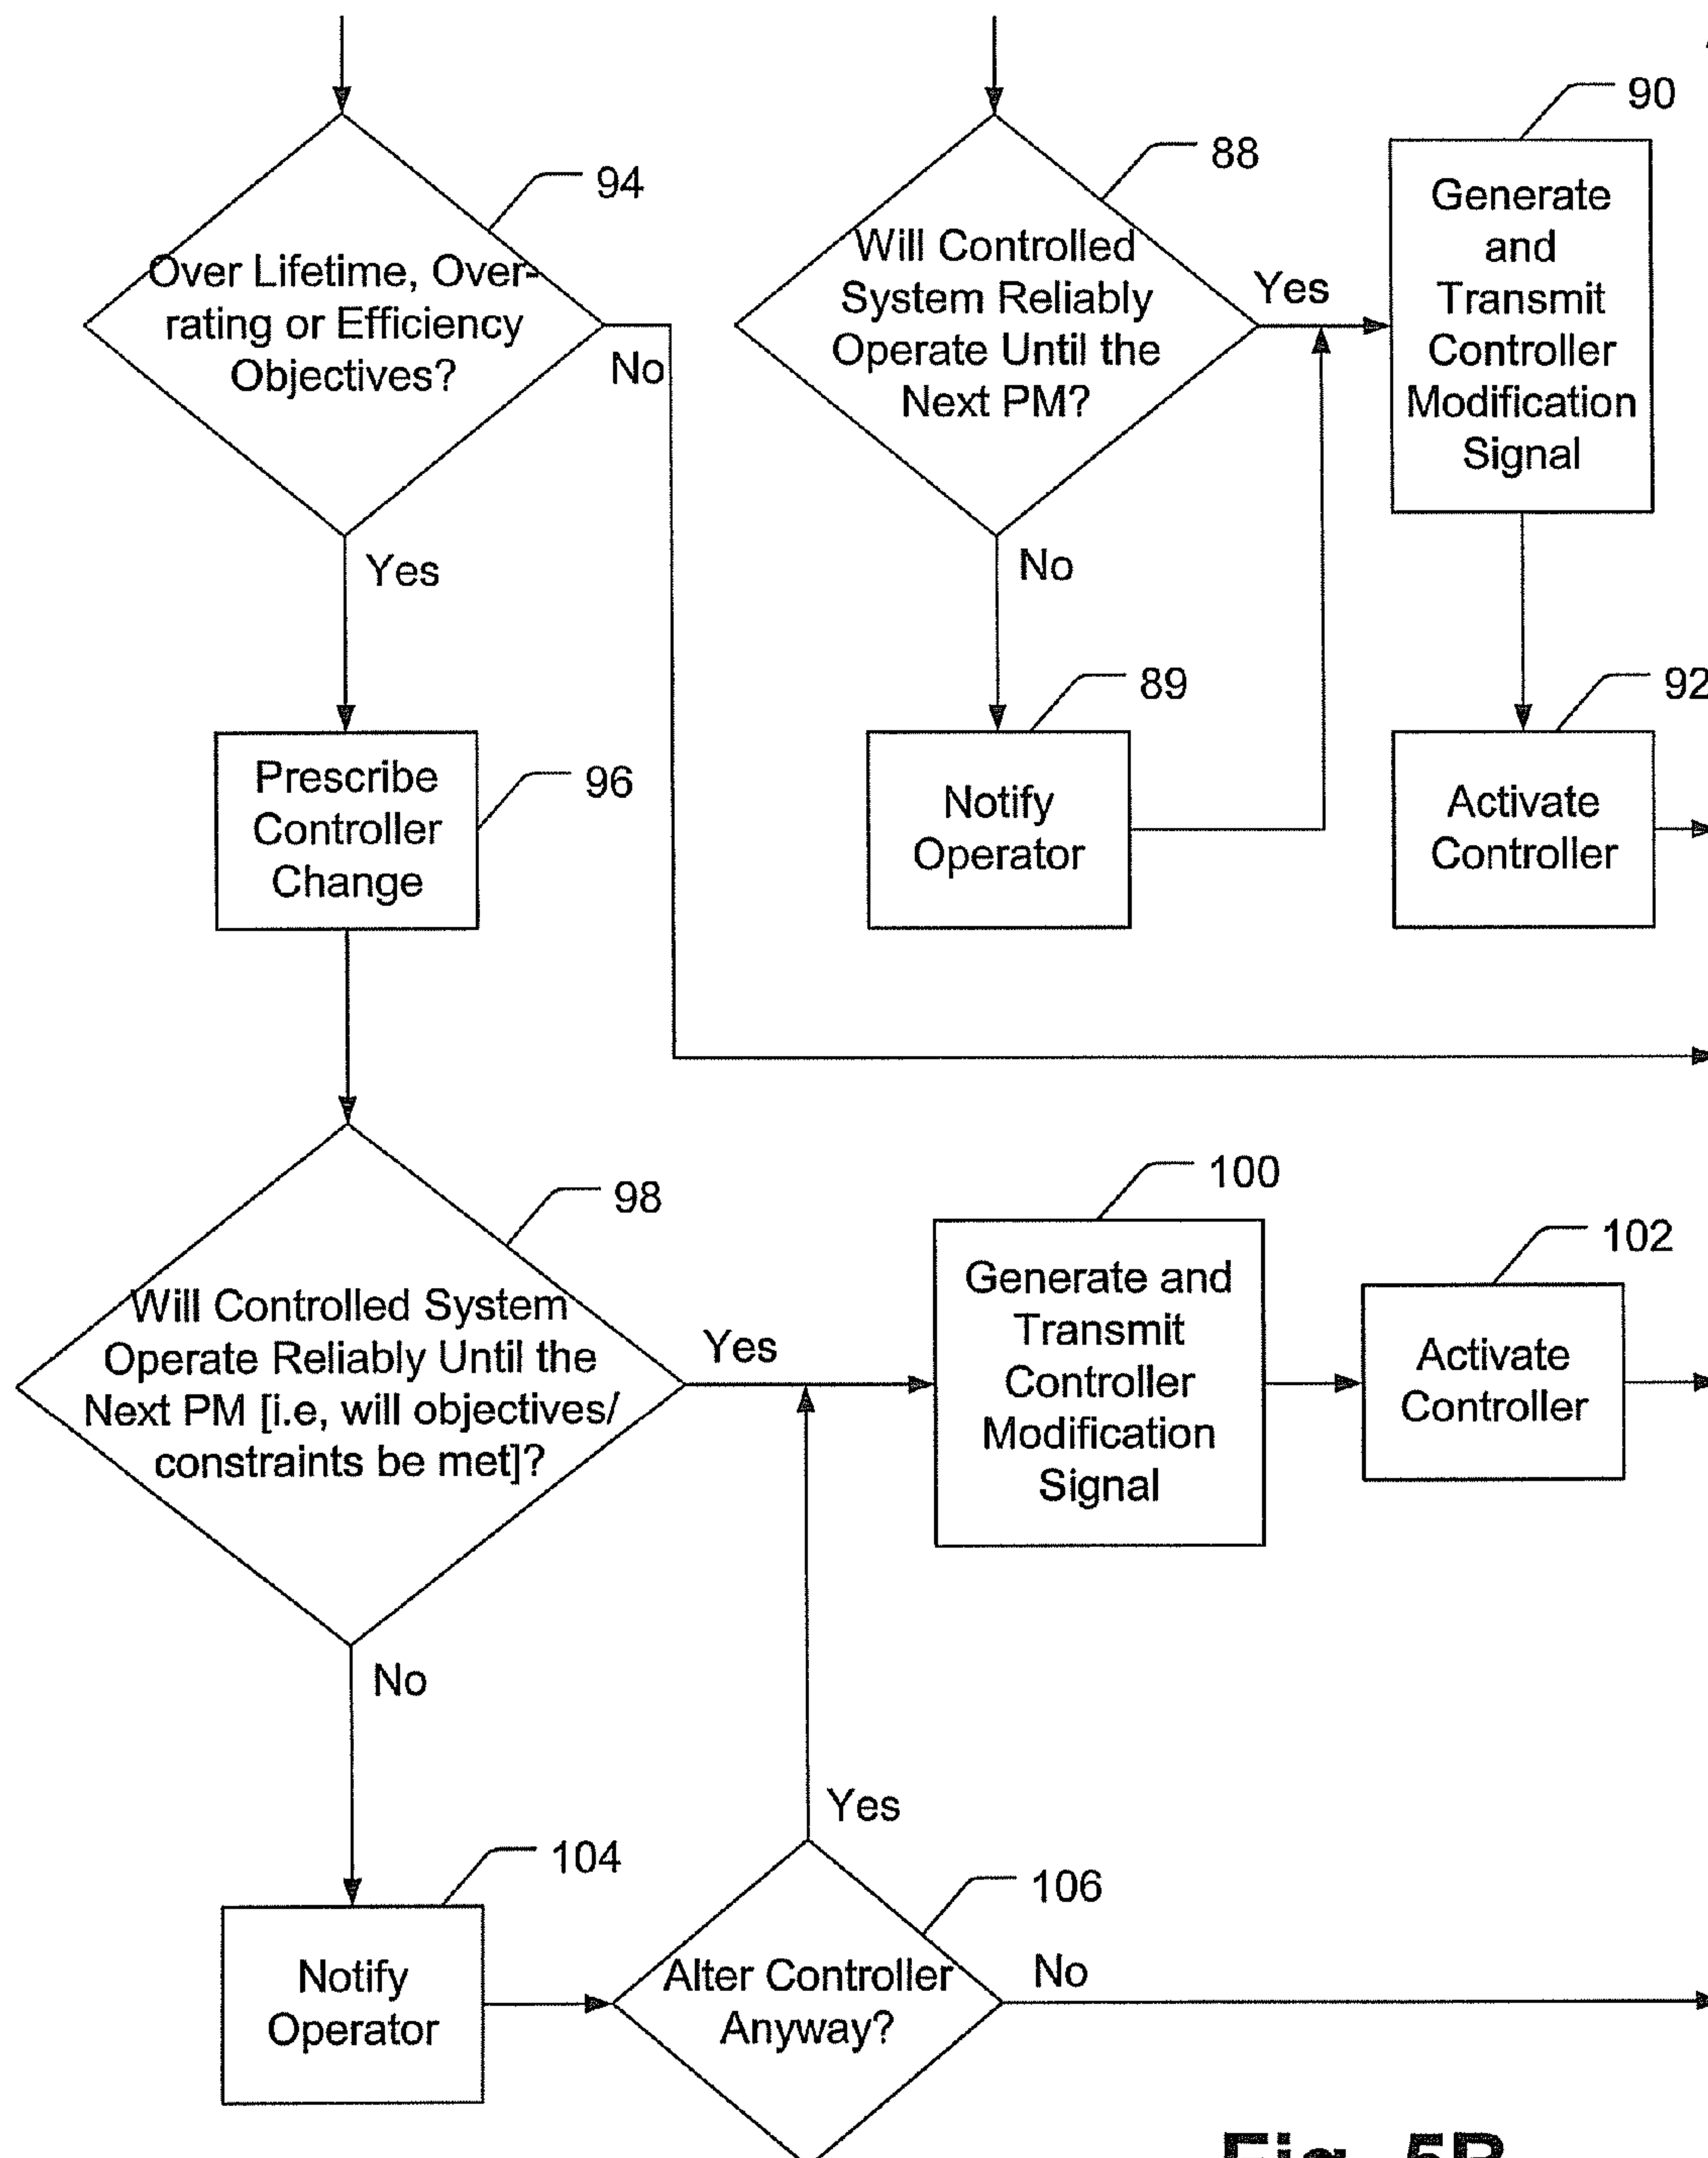 94
Over Lifetime, Over-
rating or Efficiency
Objectives?
No
Yes
88
Will Controlled
System Reliably
Operate Until the
Next PM?
Yes
No
90
Generate
and
Transmit
Controller
Modification
Signal
96
Prescribe
Controller
Change
89
Notify
Operator
92
Activate
Controller
98
Will Controlled System
Operate Reliably Until the
Next PM [i.e, will objectives/
constraints be met]?
Yes
No
100
Generate and
Transmit
Controller
Modification
Signal
102
Activate
Controller
104
Notify
Operator
106
Alter Controller
Anyway?
Yes
No
Fig. 5B